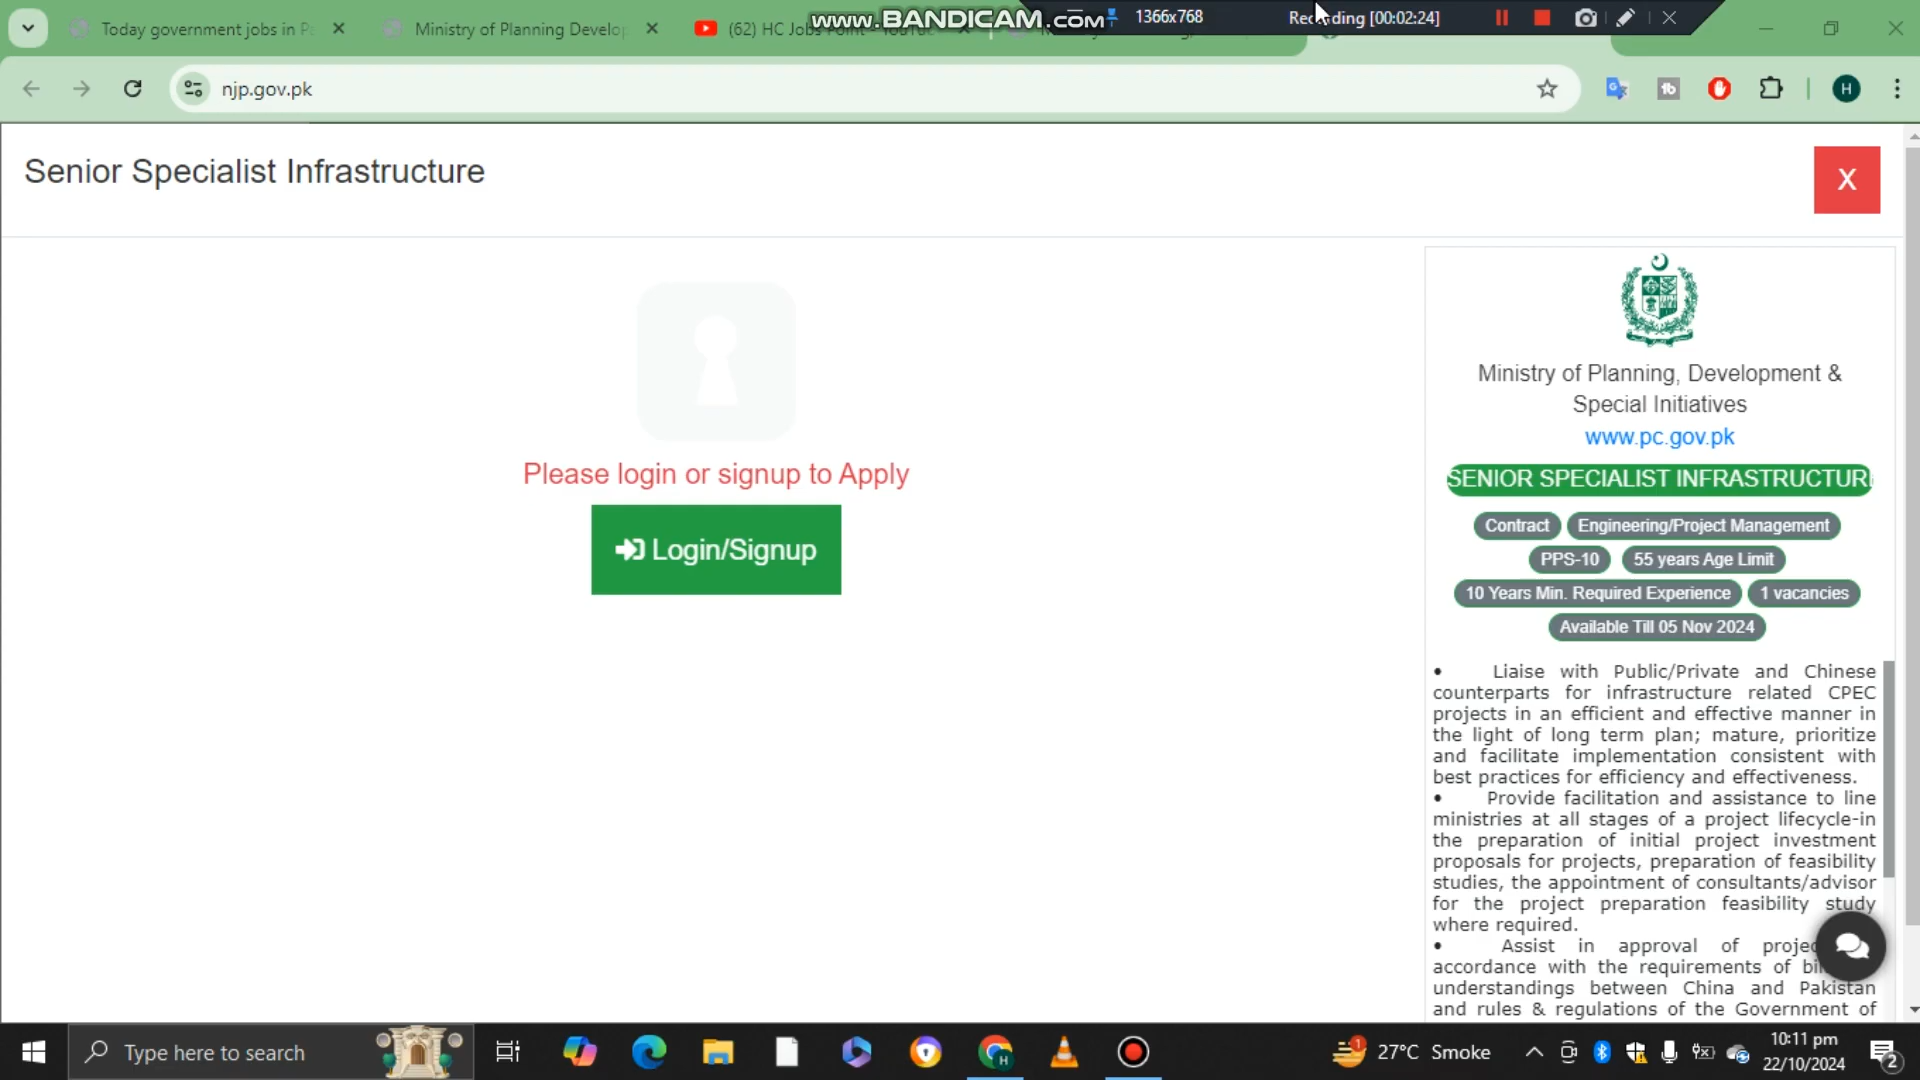 Today government jobs in Pa
Ministry of Planning Develop
(62) HC Jobs Point - YouTube
www.BANDICAM.com
1366x768
Recording [00:02:24]
njp.gov.pk
H
Senior Specialist Infrastructure
X
Please login or signup to Apply
Login/Signup
Ministry of Planning, Development &
Special Initiatives
www.pc.gov.pk
SENIOR SPECIALIST INFRASTRUCTUR
Contract
Engineering/Project Management
PPS-10
55 years Age Limit
10 Years Min. Required Experience
1 vacancies
Available Till 05 Nov 2024
• Liaise with Public/Private and Chinese
counterparts for infrastructure related CPEC
projects in an efficient and effective manner in
the light of long term plan; mature, prioritize
and facilitate implementation consistent with
best practices for efficiency and effectiveness.
• Provide facilitation and assistance to line
ministries at all stages of a project lifecycle-in
the preparation of initial project investment
proposals for projects, preparation of feasibility
studies, the appointment of consultants/advisor
for the project preparation feasibility study
where required.
• Assist in approval of
accordance with the requirements of
understandings between China and Pakistan
and rules & regulations of the Government of
Type here to search
1
27°C Smoke
10:11 pm
22/10/2024
2